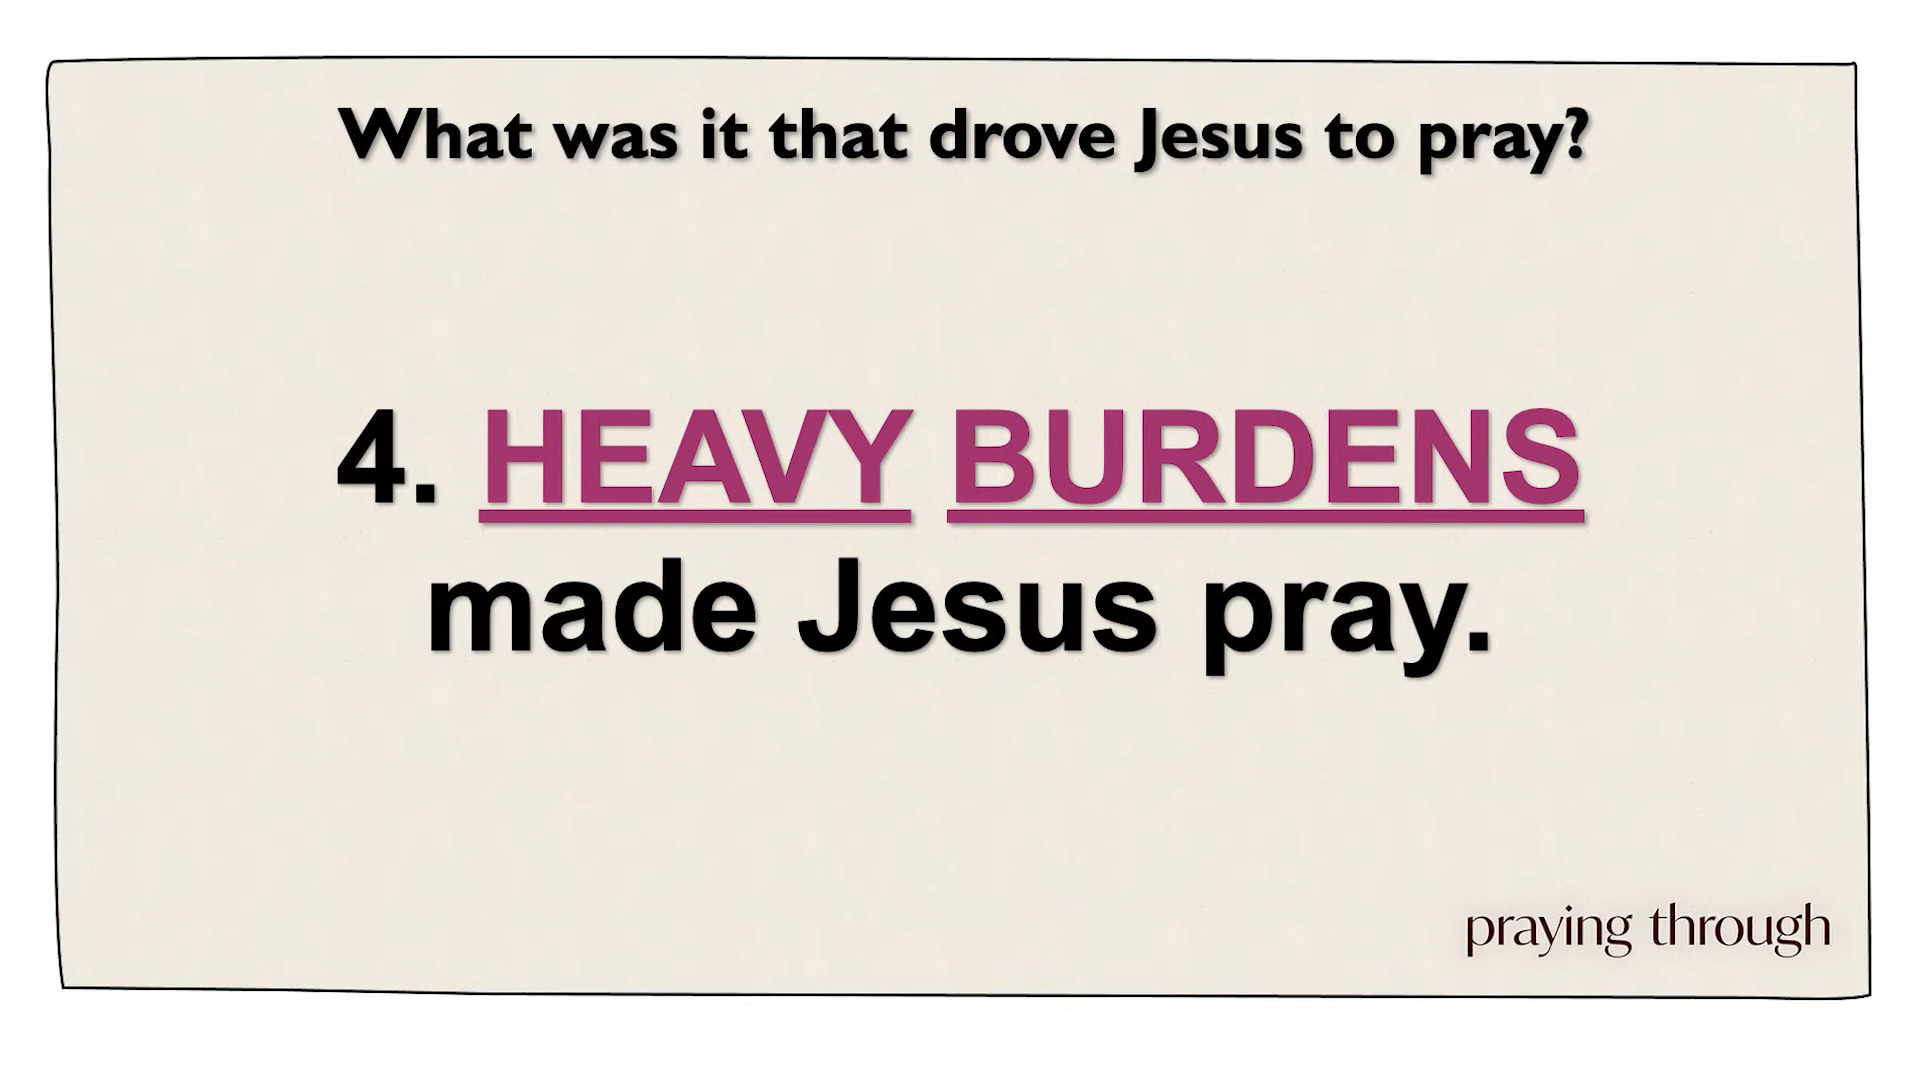 What was it that drove Jesus to pray?
4. HEAVY BURDENS
made Jesus pray.
praying through